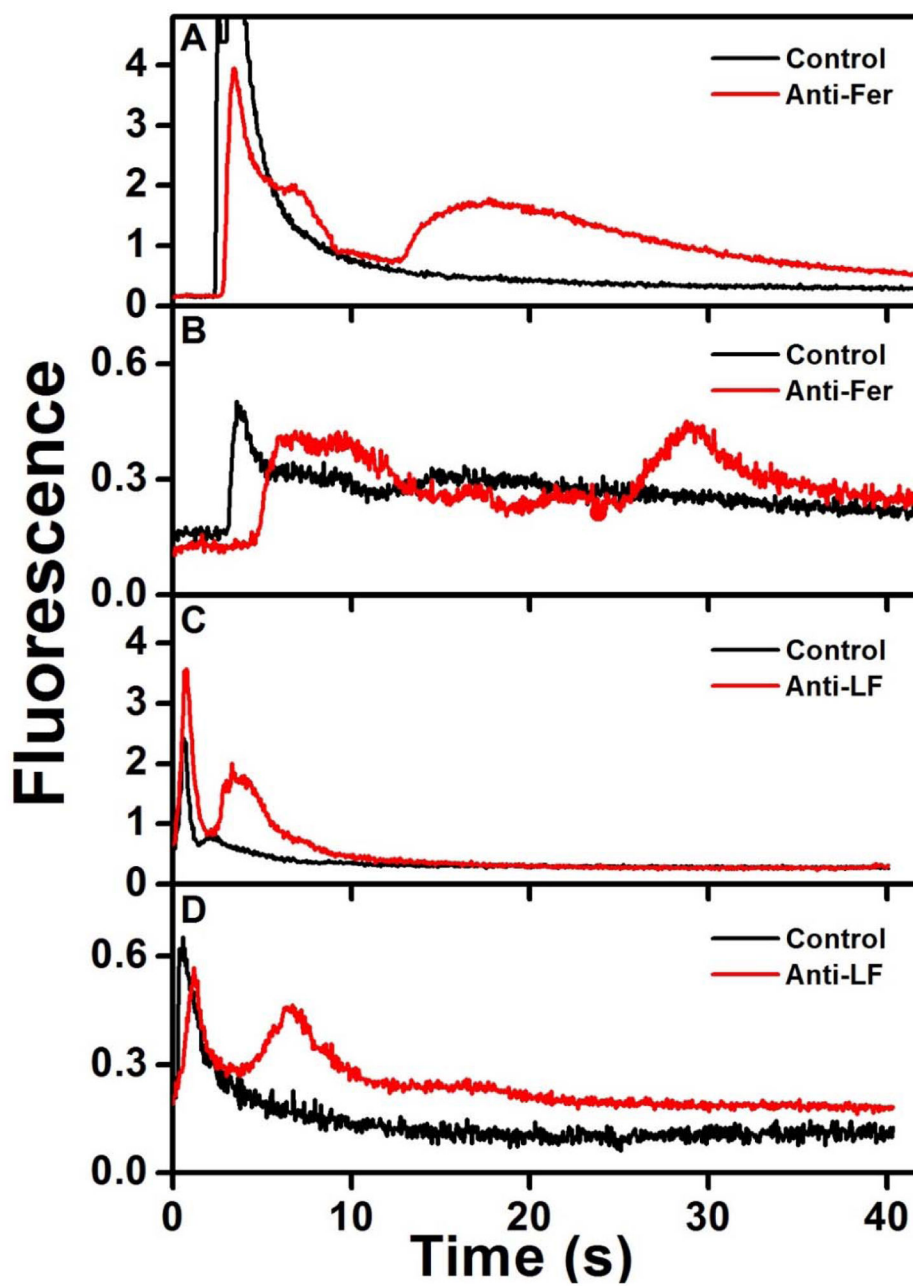 Fluorescence
A
Control
Anti-Fer
4
3
2
1
0
B
Control
Anti-Fer
0.6
0.3
0.0
C
Control
Anti-LF
4
3
2
1
0
D
Control
Anti-LF
0.6
0.3
0.0
0 10 20 30 40
Time (s)